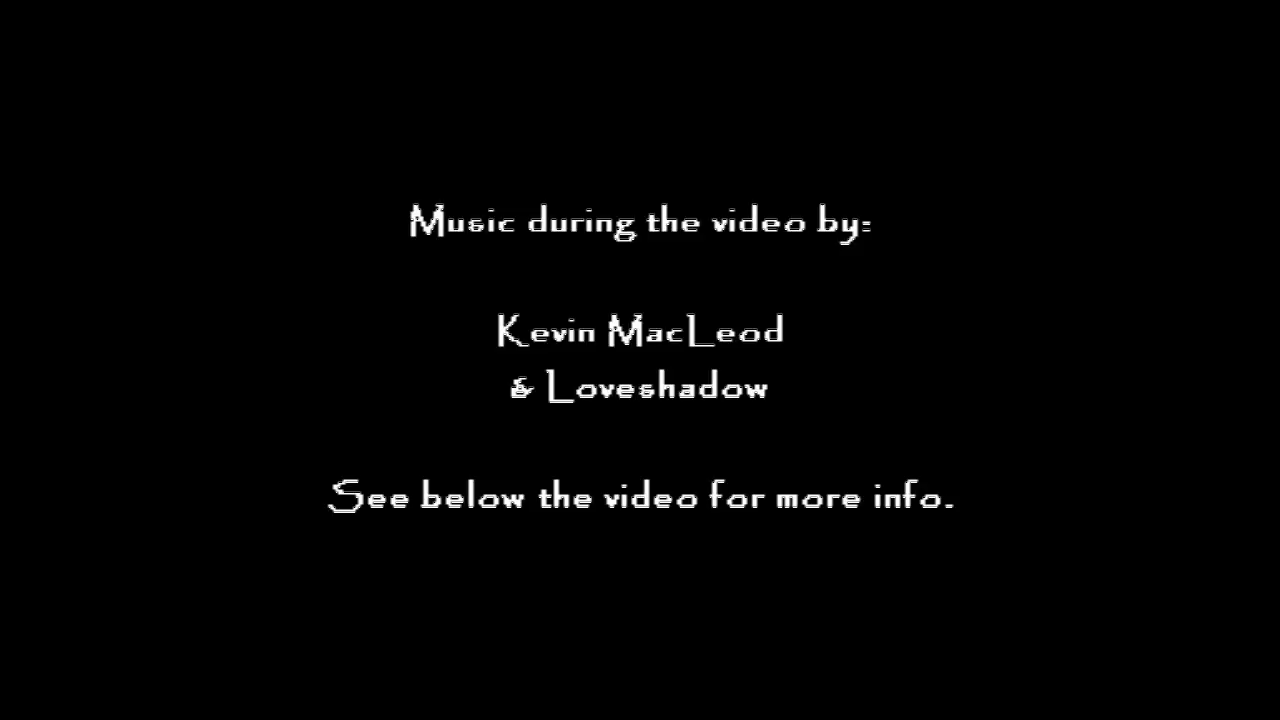 Music during the video by:
Kevin MacLeod
& Loveshadow
See below the video for more info.